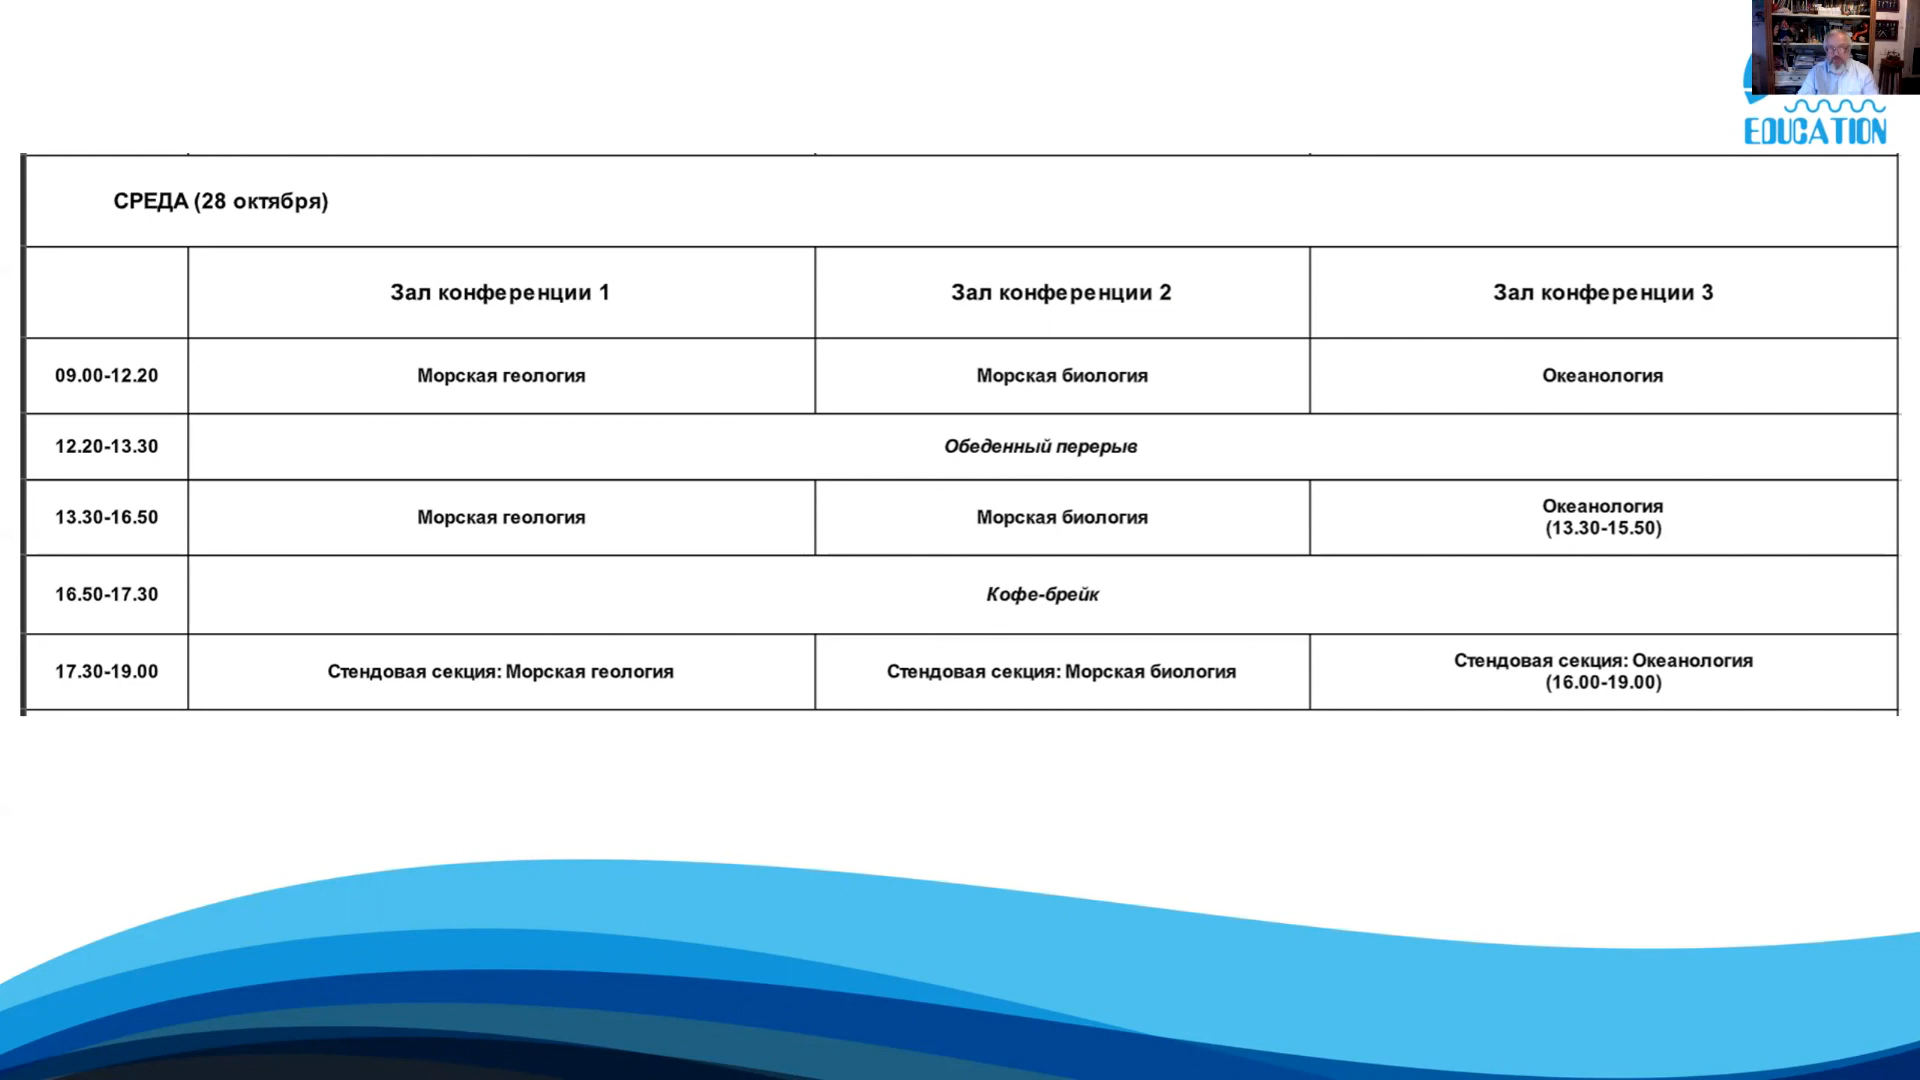 EDUCATION
СРЕДА (28 октября)
Зал конференции 1
Зал конференции 2
Зал конференции 3
09.00-12.20
Морская геология
Морская биология
Океанология
12.20-13.30
Обеденный перерыв
13.30-16.50
Морская геология
Морская биология
Океанология
(13.30-15.50)
16.50-17.30
Кофе-брейк
17.30-19.00
Стендовая секция: Морская геология
Стендовая секция: Морская биология
Стендовая секция: Океанология
(16.00-19.00)